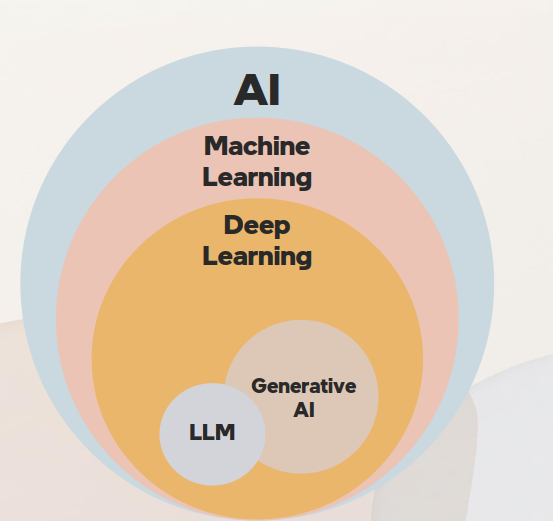 AI
Machine
Learning
Deep
Learning
Generative
AI
LLM